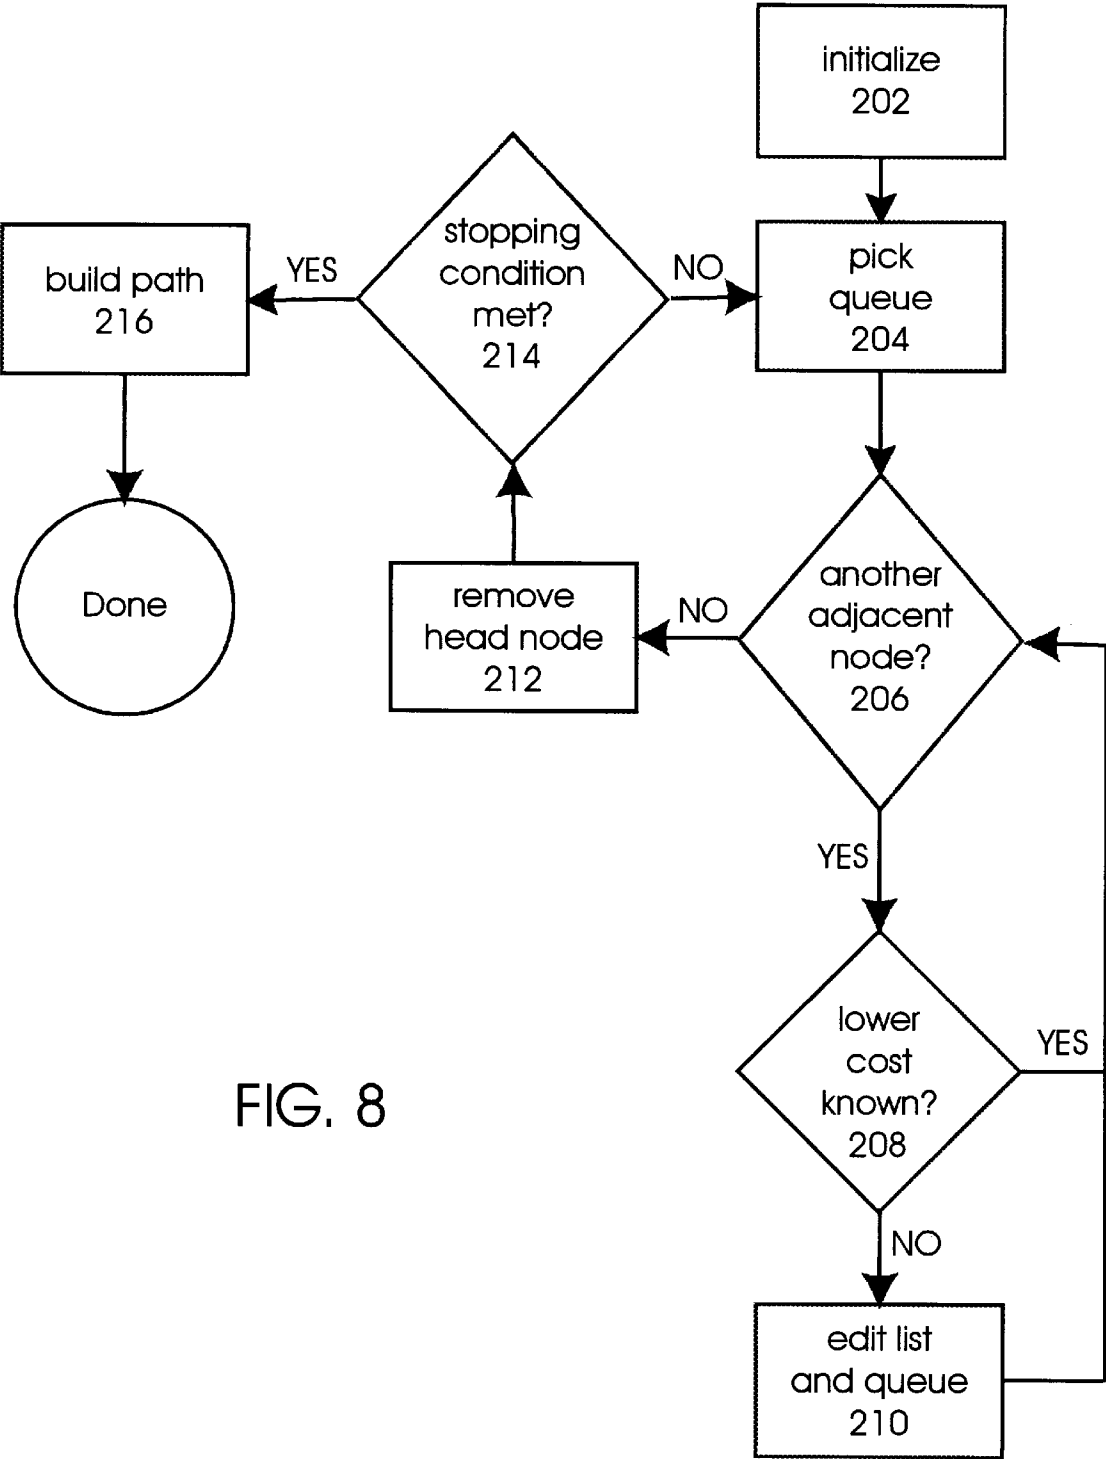 initialize
202
pick
queue
204
stopping
condition
met?
214
YES
NO
build path
216
Done
another
adjacent
node?
206
NO
remove
head node
212
YES
lower
cost
known?
208
YES
NO
edit list
and queue
210
FIG. 8